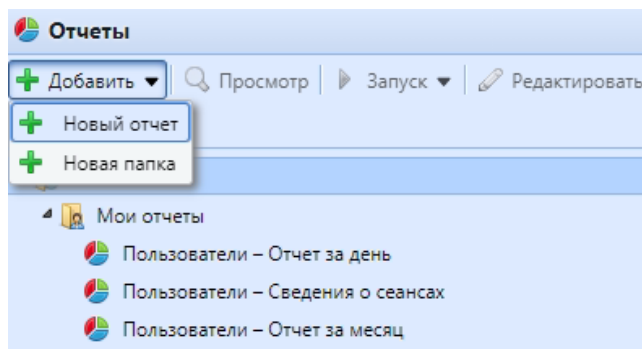 Отчеты
Добавить Просмотр Запуск Редактировать
Новый отчет
Новая папка
Мои отчеты
Пользователи – Отчет за день
Пользователи – Сведения о сеансах
Пользователи – Отчет за месяц